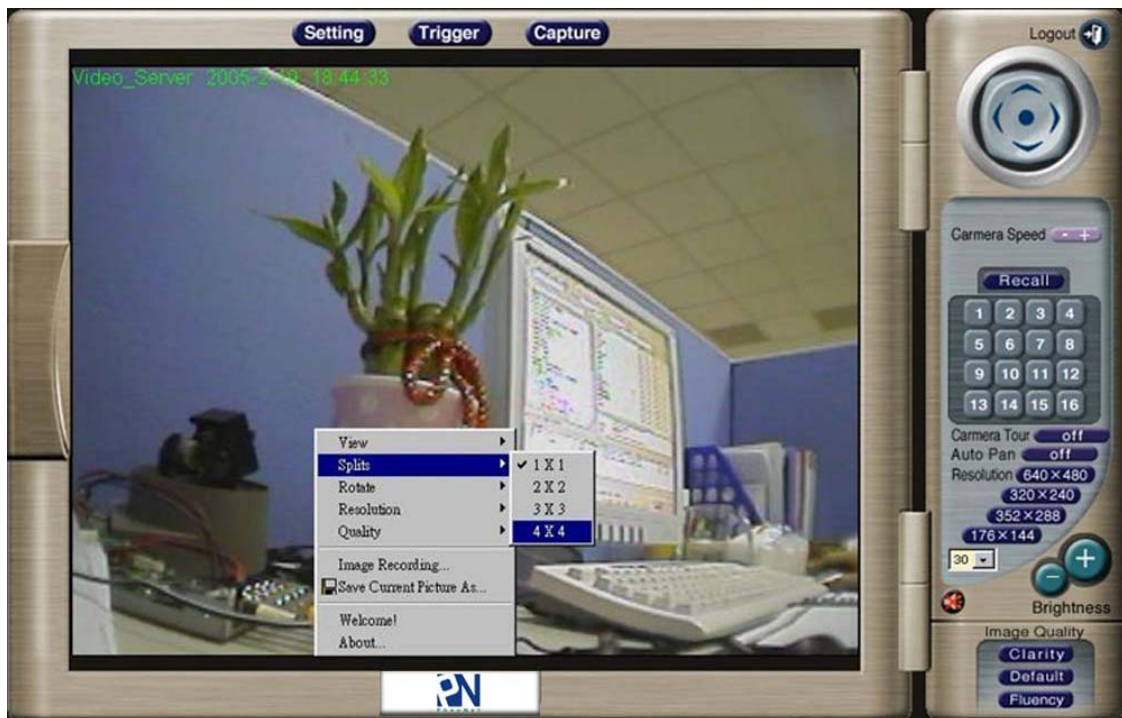 Setting Trigger Capture
Logout
Video_Server 2005-2-19 18:44:33
Carmera Speed - +
Recall
1 2 3 4
5 6 7 8
9 10 11 12
13 14 15 16
Carmera Tour off
Auto Pan off
Resolution 640×480
320×240
352×288
176×144
30
+
-
Brightness
Image Quality
Clarity
Default
Fluency
View
Splits
Rotate
Resolution
Quality
Image Recording...
Save Current Picture As...
Welcome!
About...
1 X 1
2 X 2
3 X 3
4 X 4
PN